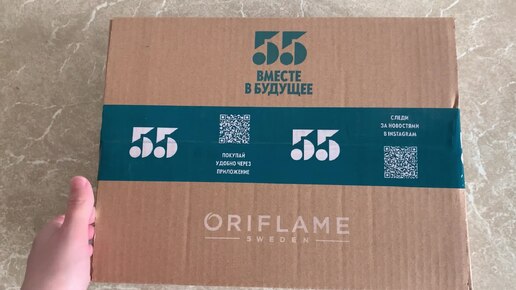 55
ВМЕСТЕ
В БУДУЩЕЕ
55
ПОКУПАЙ
УДОБНО ЧЕРЕЗ
ПРИЛОЖЕНИЕ
55
СЛЕДИ
ЗА НОВОСТЯМИ
В INSTAGRAM
ORIFLAME
SWEDEN